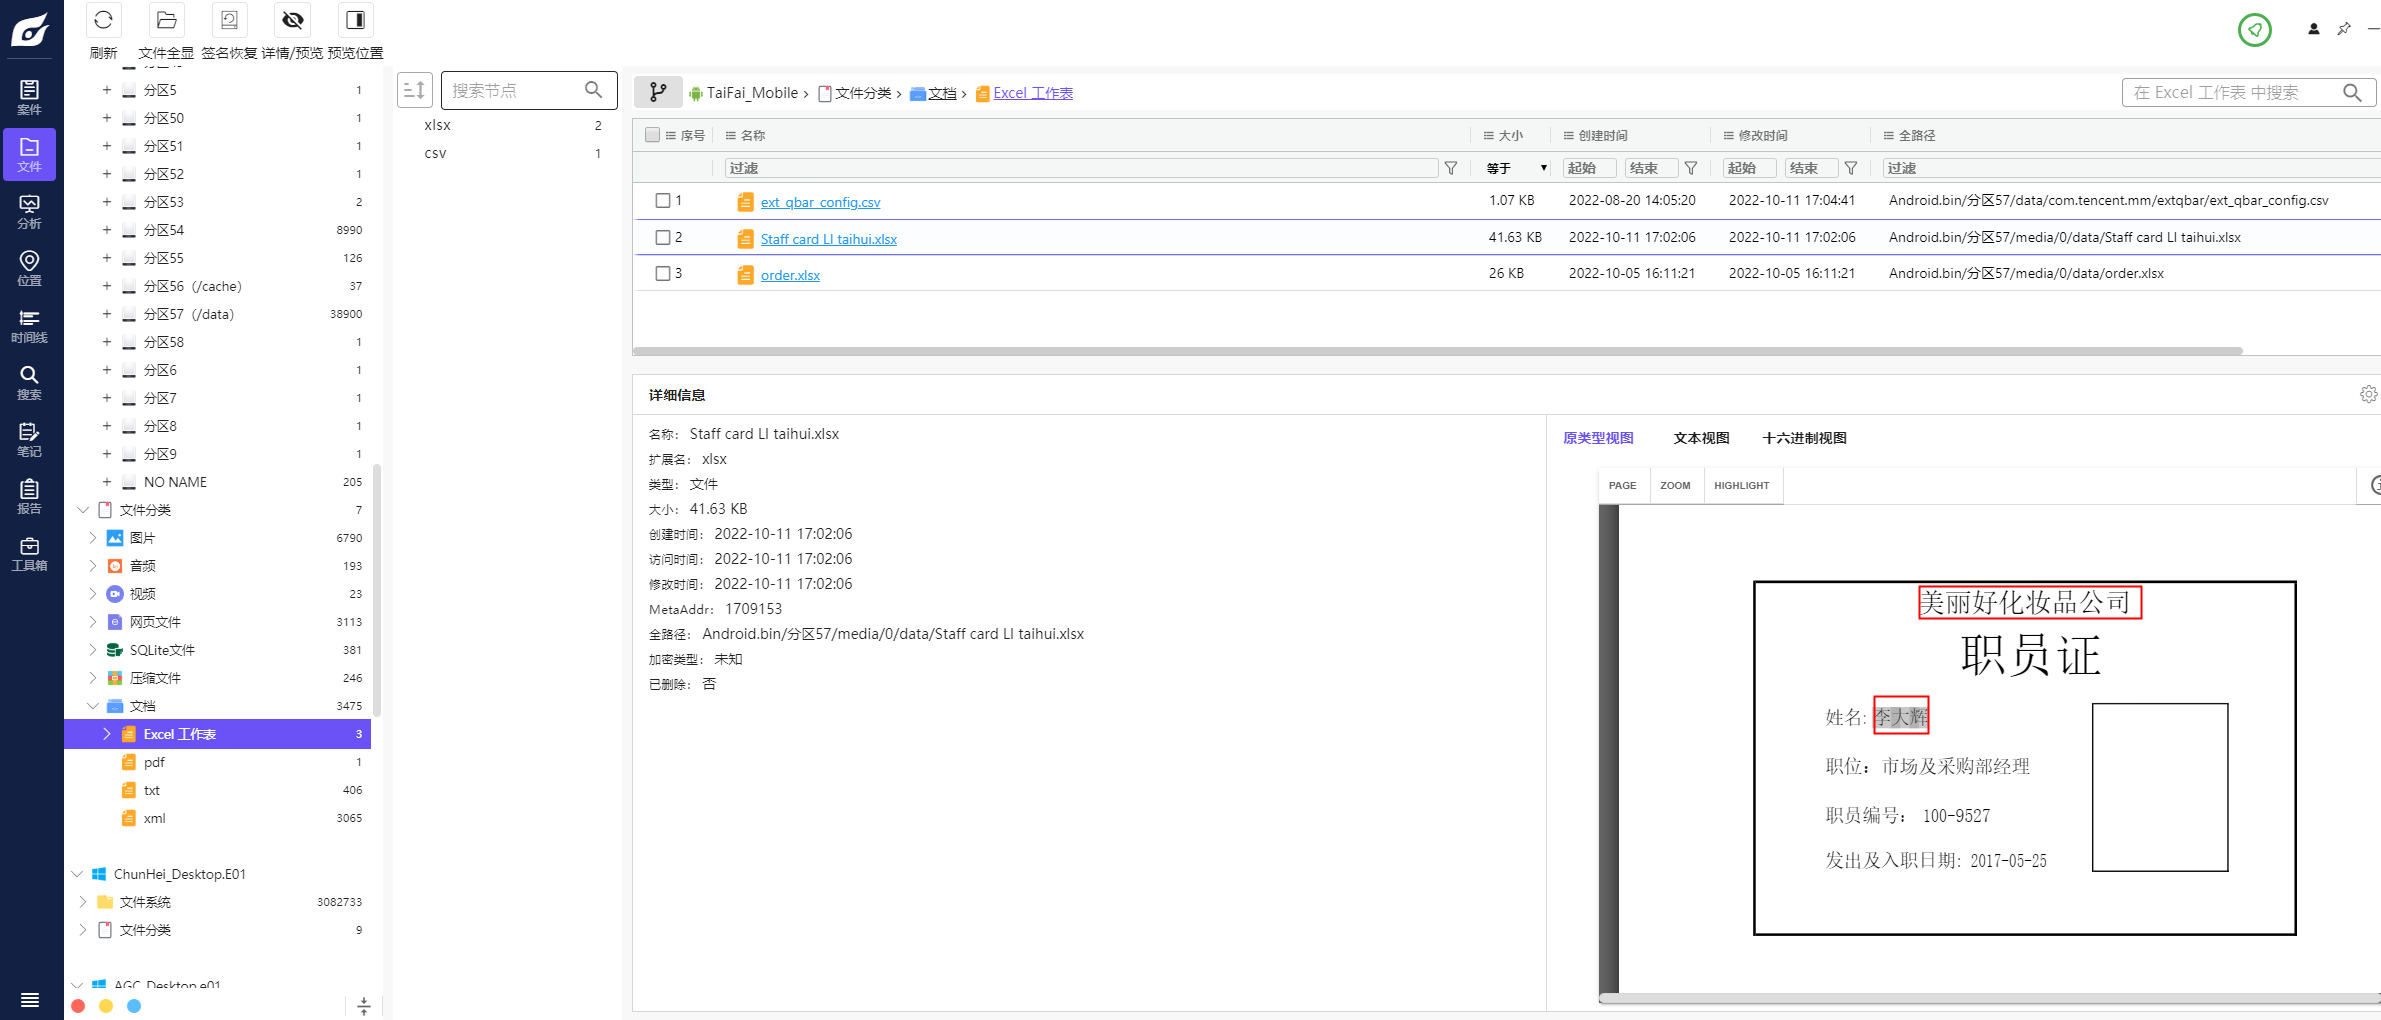 刷新 文件全显 签名恢复 详情/预览 预览位置
案件
文件
分析
位置
时间线
搜索
笔记
报告
工具箱
分区5 1
分区50 1
分区51 1
分区52 1
分区53 2
分区54 8990
分区55 126
分区56（/cache） 37
分区57（/data） 38900
分区58 1
分区6 1
分区7 1
分区8 1
分区9 1
NO NAME 205
文件分类 7
图片 6790
音频 193
视频 23
网页文件 3113
SQLite文件 381
压缩文件 246
文档 3475
Excel 工作表 3
pdf 1
txt 406
xml 3065
ChunHei_Desktop.E01
文件系统 3082733
文件分类 9
AGC_Desktop.e01
搜索节点
xlsx 2
csv 1
TaiFai_Mobile › 文件分类 › 文档 › Excel 工作表
在 Excel 工作表 中搜索
序号 名称 大小 创建时间 修改时间 全路径
过滤 等于 起始 结束 起始 结束 过滤
1 ext_qbar_config.csv 1.07 KB 2022-08-20 14:05:20 2022-10-11 17:04:41 Android.bin/分区57/data/com.tencent.mm/extqbar/ext_qbar_config.csv
2 Staff card LI taihui.xlsx 41.63 KB 2022-10-11 17:02:06 2022-10-11 17:02:06 Android.bin/分区57/media/0/data/Staff card LI taihui.xlsx
3 order.xlsx 26 KB 2022-10-05 16:11:21 2022-10-05 16:11:21 Android.bin/分区57/media/0/data/order.xlsx
详细信息
名称： Staff card LI taihui.xlsx
扩展名： xlsx
类型： 文件
大小： 41.63 KB
创建时间： 2022-10-11 17:02:06
访问时间： 2022-10-11 17:02:06
修改时间： 2022-10-11 17:02:06
MetaAddr： 1709153
全路径： Android.bin/分区57/media/0/data/Staff card LI taihui.xlsx
加密类型： 未知
已删除： 否
原类型视图 文本视图 十六进制视图
PAGE ZOOM HIGHLIGHT
美丽好化妆品公司
职员证
姓名: 李大辉
职位：市场及采购部经理
职员编号： 100-9527
发出及入职日期: 2017-05-25